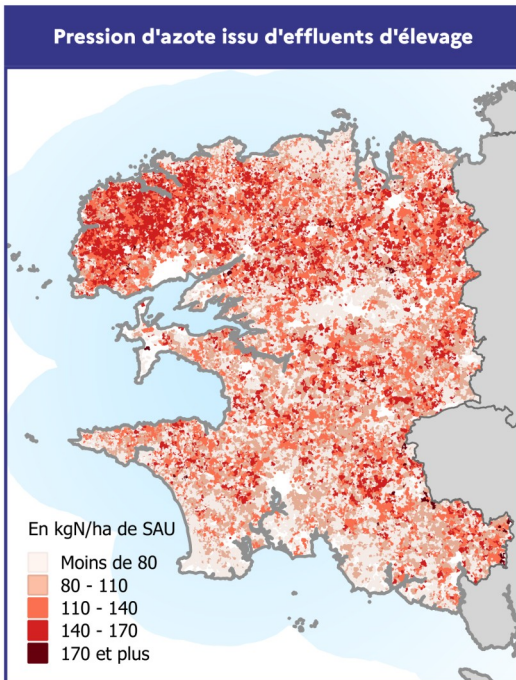 Pression d'azote issu d'effluents d'élevage
En kgN/ha de SAU
Moins de 80
80 - 110
110 - 140
140 - 170
170 et plus